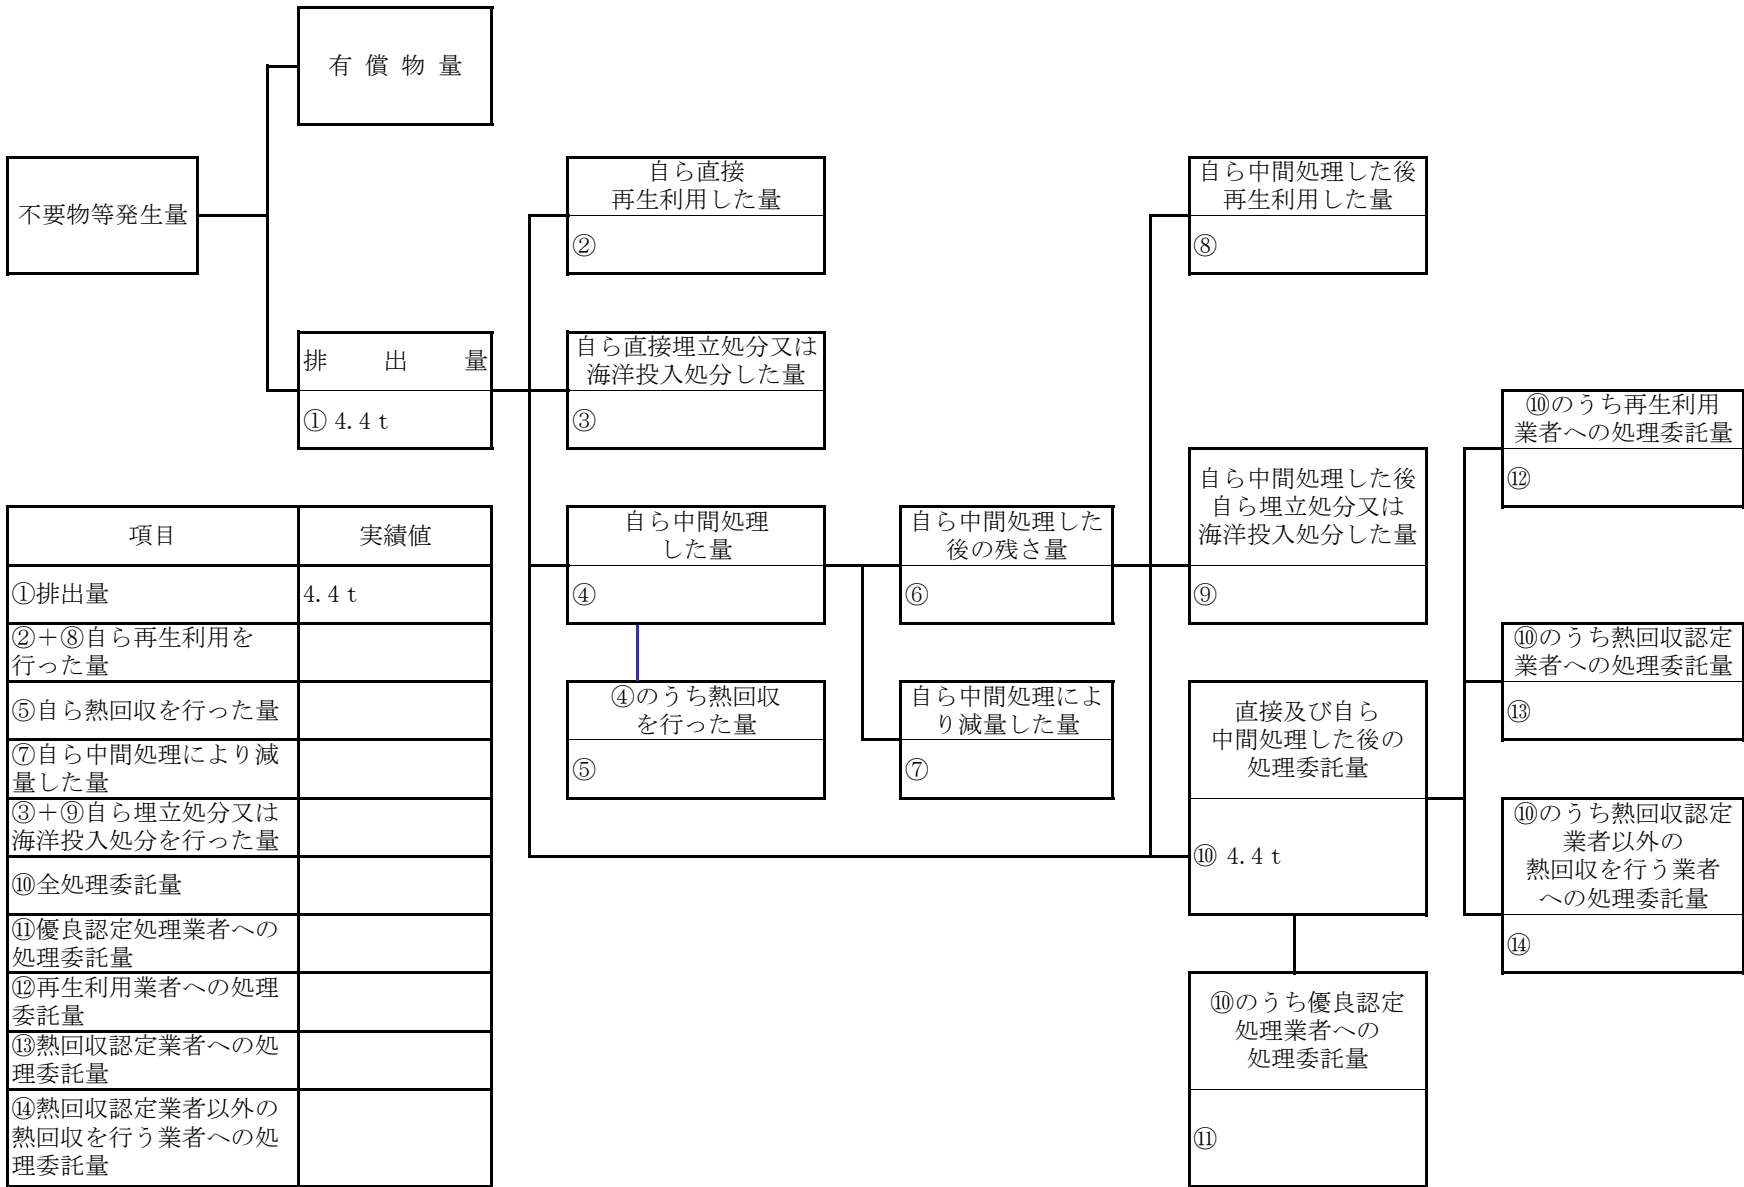 有償物量
不要物等発生量
自ら直接
再生利用した量
②
自ら中間処理した後
再生利用した量
⑧
排出量
① 4.4 t
自ら直接埋立処分又は
海洋投入処分した量
③
⑩のうち再生利用
業者への処理委託量
⑫
自ら中間処理した後
自ら埋立処分又は
海洋投入処分した量
⑨
自ら中間処理
した量
④
自ら中間処理した
後の残さ量
⑥
⑩のうち熱回収認定
業者への処理委託量
⑬
④のうち熱回収
を行った量
⑤
自ら中間処理によ
り減量した量
⑦
直接及び自ら
中間処理した後の
処理委託量
⑩ 4.4 t
⑩のうち熱回収認定
業者以外の
熱回収を行う業者
への処理委託量
⑭
⑩のうち優良認定
処理業者への
処理委託量
⑪
項目 実績値
①排出量 4.4 t
②+⑧自ら再生利用を
行った量
⑤自ら熱回収を行った量
⑦自ら中間処理により減
量した量
③+⑨自ら埋立処分又は
海洋投入処分を行った量
⑩全処理委託量
⑪優良認定処理業者への
処理委託量
⑫再生利用業者への処理
委託量
⑬熱回収認定業者への処
理委託量
⑭熱回収認定業者以外の
熱回収を行う業者への処
理委託量